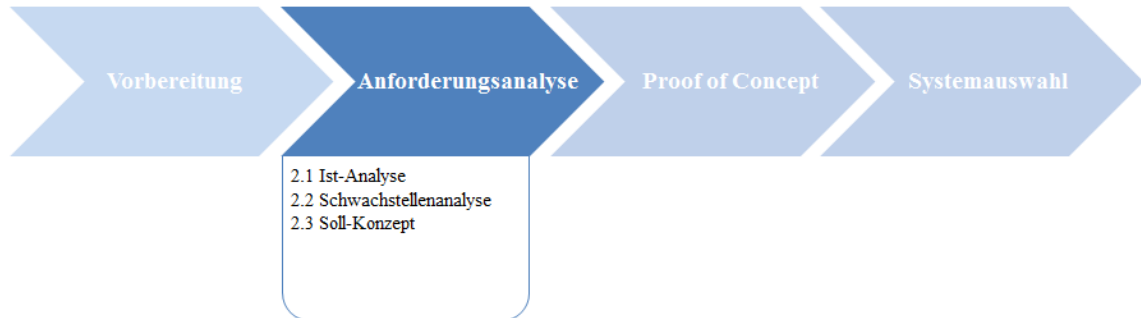 Vorbereitung
Anforderungsanalyse
Proof of Concept
Systemauswahl
2.1 Ist-Analyse
2.2 Schwachstellenanalyse
2.3 Soll-Konzept